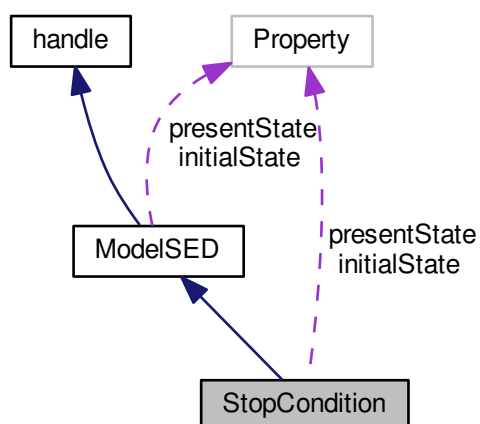 handle
Property
presentState
initialState
ModelSED
presentState
initialState
StopCondition